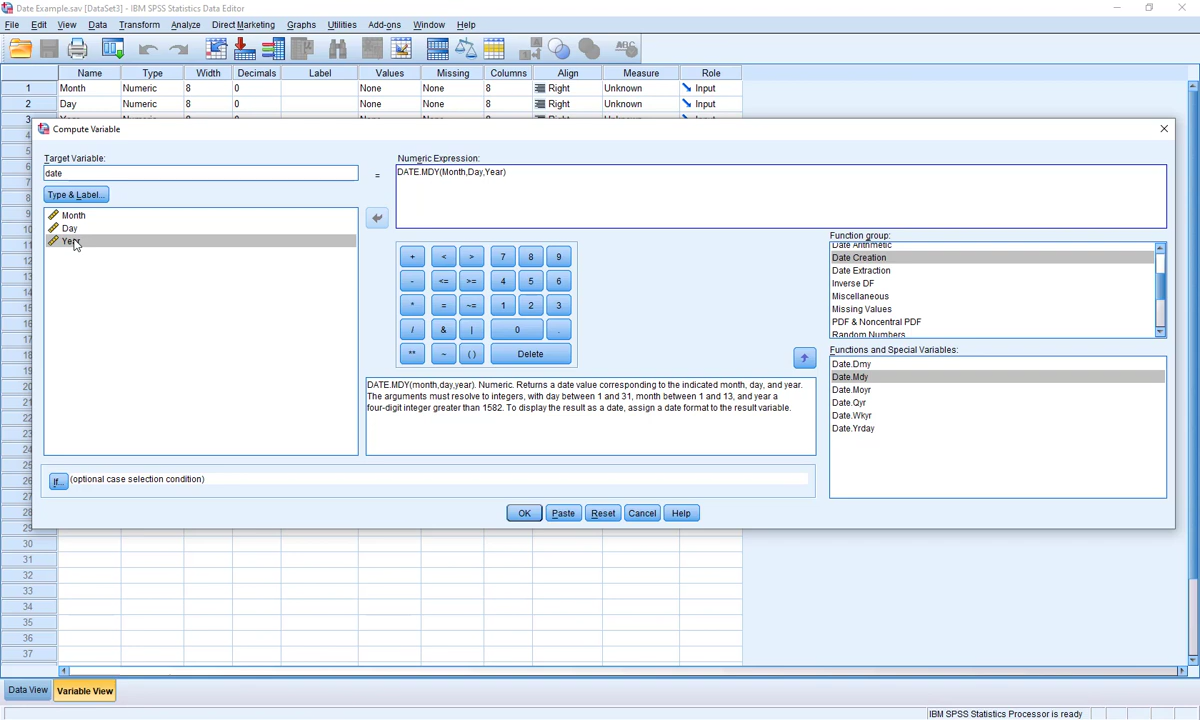 Date Example.sav [DataSet3] - IBM SPSS Statistics Data Editor
File Edit View Data Transform Analyze Direct Marketing Graphs Utilities Add-ons Window Help
Name Type Width Decimals Label Values Missing Columns Align Measure Role
1 Month Numeric 8 0 None None 8 Right Unknown Input
2 Day Numeric 8 0 None None 8 Right Unknown Input
Compute Variable
Target Variable:
date
=
Type & Label...
Month
Day
Year
Numeric Expression:
DATE.MDY(Month,Day,Year)
+ < > 7 8 9
- <= >= 4 5 6
* = ~= 1 2 3
/ & | 0 .
** ~ ( ) Delete
Function group:
Date Arithmetic
Date Creation
Date Extraction
Inverse DF
Miscellaneous
Missing Values
PDF & Noncentral PDF
Random Numbers
Functions and Special Variables:
Date.Dmy
Date.Mdy
Date.Moyr
Date.Qyr
Date.Wkyr
Date.Yrday
DATE.MDY(month,day,year). Numeric. Returns a date value corresponding to the indicated month, day, and year.
The arguments must resolve to integers, with day between 1 and 31, month between 1 and 13, and year a
four-digit integer greater than 1582. To display the result as a date, assign a date format to the result variable.
If... (optional case selection condition)
OK Paste Reset Cancel Help
30
31
32
33
34
35
36
37
Data View Variable View
IBM SPSS Statistics Processor is ready